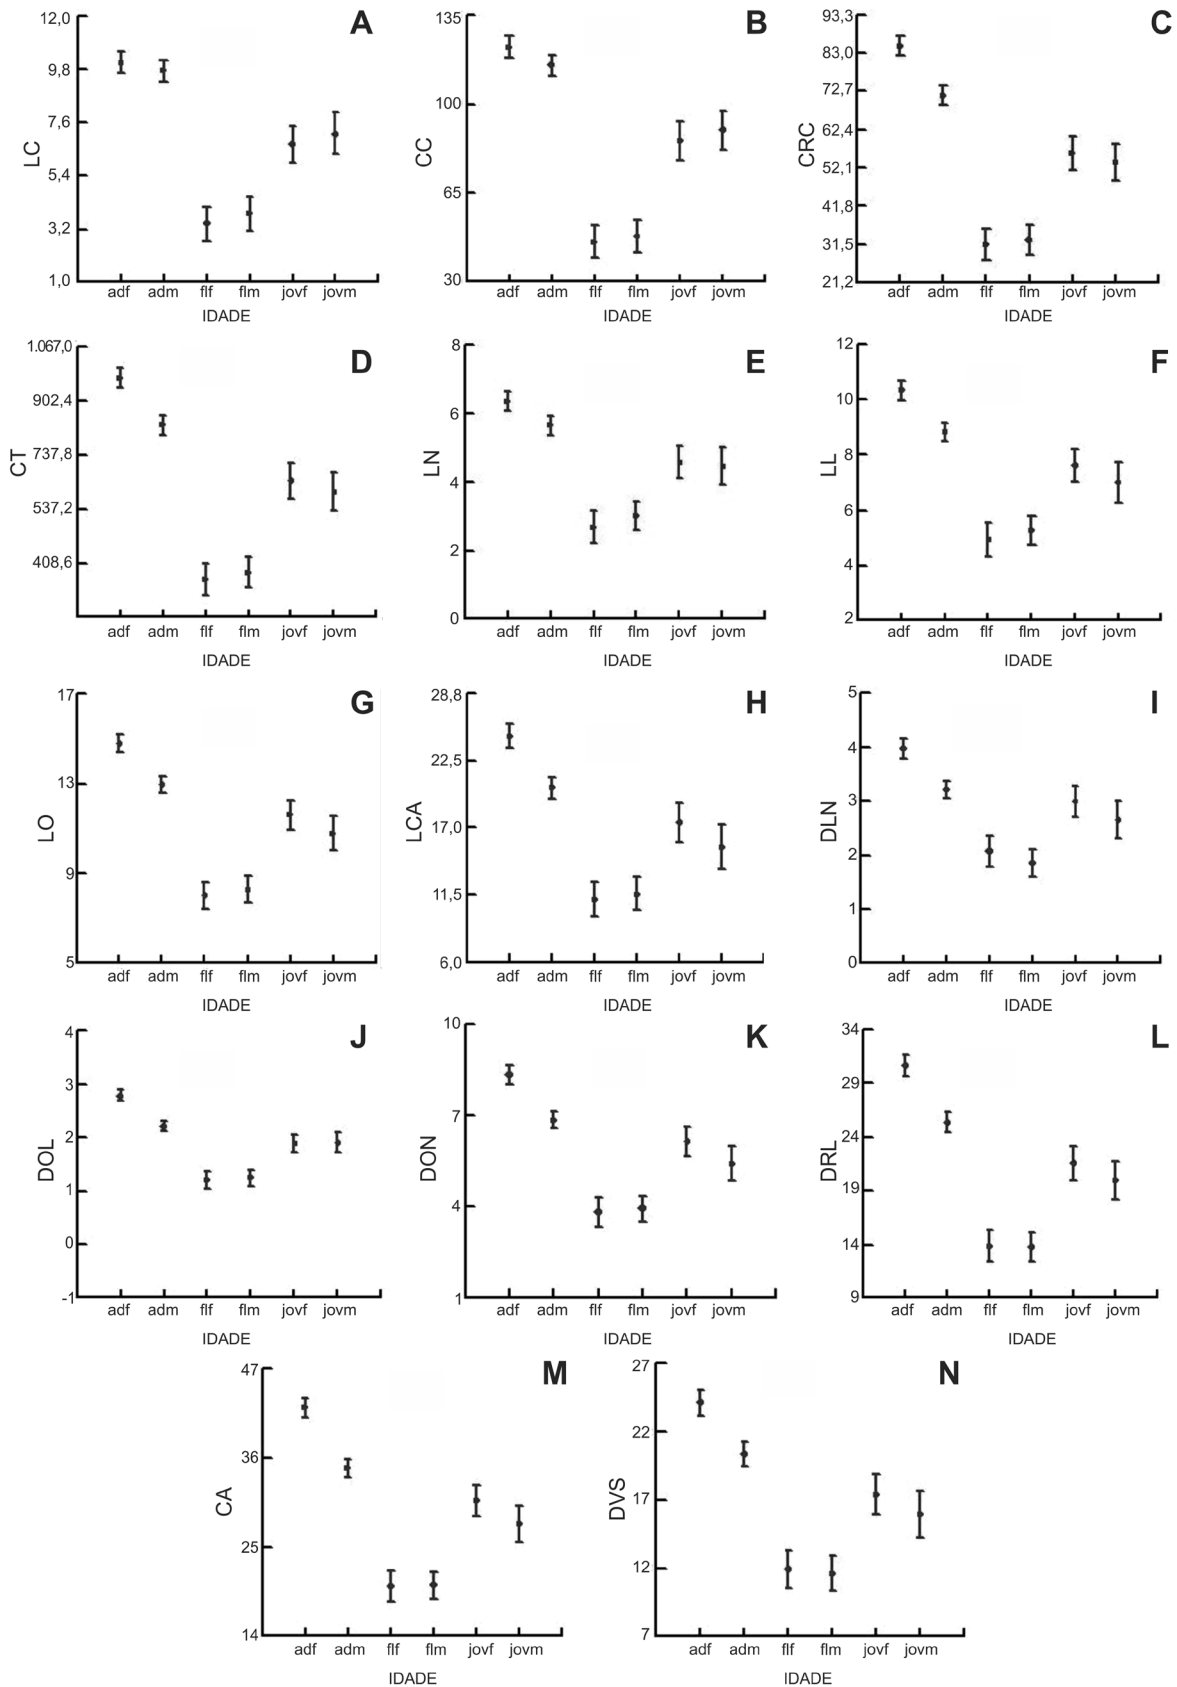 A
12,0
9,8
7,6
5,4
3,2
1,0
LC
adf adm flf flm jovf jovm
IDADE
B
135
100
65
30
CC
adf adm flf flm jovf jovm
IDADE
C
93,3
83,0
72,7
62,4
52,1
41,8
31,5
21,2
CRC
adf adm flf flm jovf jovm
IDADE
D
1.067,0
902,4
737,8
537,2
408,6
CT
adf adm flf flm jovf jovm
IDADE
E
8
6
4
2
0
LN
adf adm flf flm jovf jovm
IDADE
F
12
10
8
6
4
2
LL
adf adm flf flm jovf jovm
IDADE
G
17
13
9
5
LO
adf adm flf flm jovf jovm
IDADE
H
28,8
22,5
17,0
11,5
6,0
LCA
adf adm flf flm jovf jovm
IDADE
I
5
4
3
2
1
0
DLN
adf adm flf flm jovf jovm
IDADE
J
4
3
2
1
0
-1
DOL
adf adm flf flm jovf jovm
IDADE
K
10
7
4
1
DON
adf adm flf flm jovf jovm
IDADE
L
34
29
24
19
14
9
DRL
adf adm flf flm jovf jovm
IDADE
M
47
36
25
14
CA
adf adm flf flm jovf jovm
IDADE
N
27
22
17
12
7
DVS
adf adm flf flm jovf jovm
IDADE